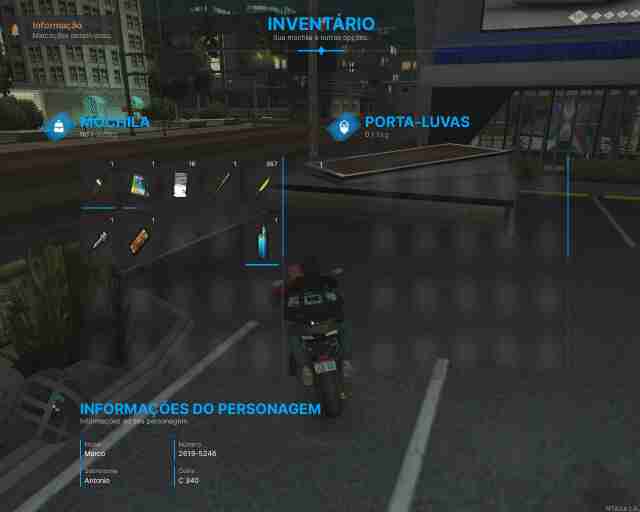 Informação
INVENTÁRIO
Sua mochila e outras opções.
MOCHILA
PORTA-LUVAS
1
1
16
1
867
1
1
1
1
INFORMAÇÕES DO PERSONAGEM
Informações do seu personagem.
Nome
Número
Marco
2619-5246
Sobrenome
Antonio
C 340